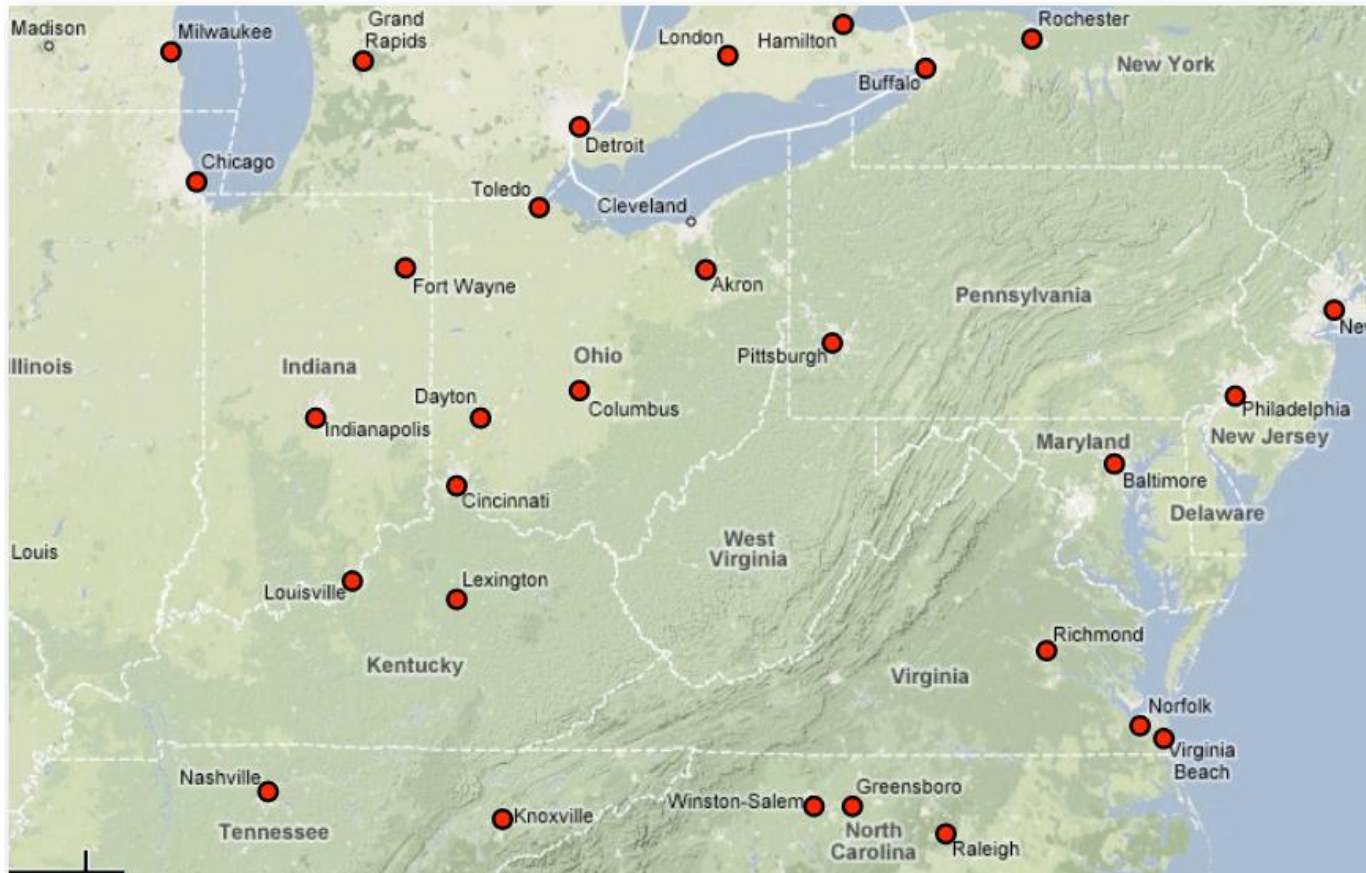 Madison
Milwaukee
Grand
Rapids
London
Hamilton
Rochester
Buffalo
New York
Detroit
Chicago
Toledo
Cleveland
Fort Wayne
Akron
Pennsylvania
New
Pittsburgh
Ohio
Illinois
Indiana
Dayton
Columbus
Philadelphia
Indianapolis
New Jersey
Maryland
Baltimore
Cincinnati
Delaware
West
Virginia
Louis
Louisville
Lexington
Richmond
Kentucky
Virginia
Norfolk
Virginia
Beach
Nashville
Knoxville
Winston-Salem
Greensboro
Tennessee
North
Carolina
Raleigh